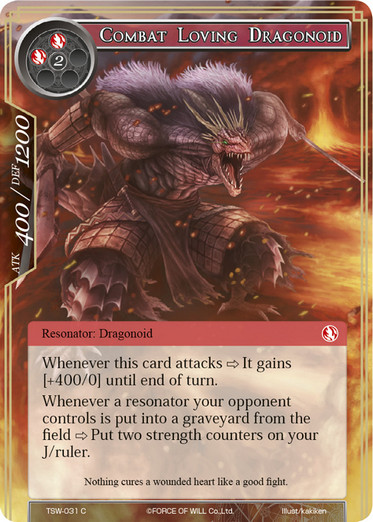 Combat Loving Dragonoid
2
ATK 400 / DEF 1200
Resonator: Dragonoid
Whenever this card attacks ⇨ It gains
[+400/0] until end of turn.
Whenever a resonator your opponent
controls is put into a graveyard from the
field ⇨ Put two strength counters on your
J/ruler.
Nothing cures a wounded heart like a good fight.
TSW-031 C ©FORCE OF WILL Co.,Ltd. Illust/kakiken